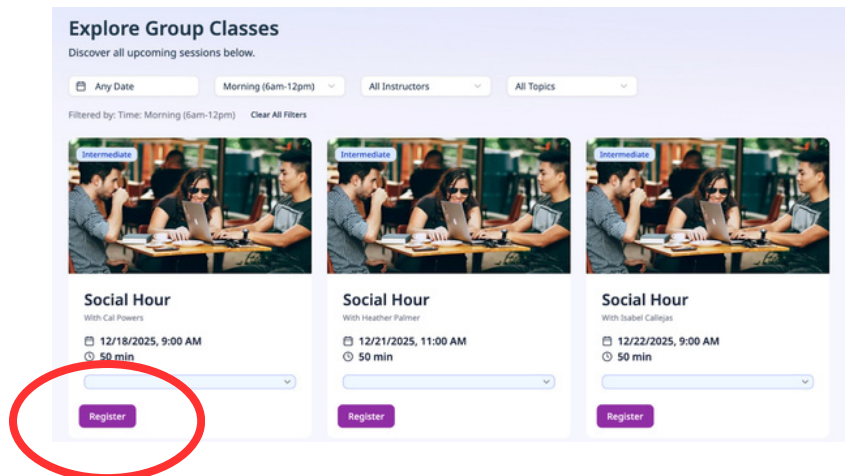 Explore Group Classes
Discover all upcoming sessions below.
Any Date
Morning (6am-12pm)
All Instructors
All Topics
Filtered by: Time: Morning (6am-12pm) Clear All Filters
Intermediate
Social Hour
With Cal Powers
12/18/2025, 9:00 AM
50 min
Register
Intermediate
Social Hour
With Heather Palmer
12/21/2025, 11:00 AM
50 min
Register
Intermediate
Social Hour
With Isabel Callejas
12/22/2025, 9:00 AM
50 min
Register